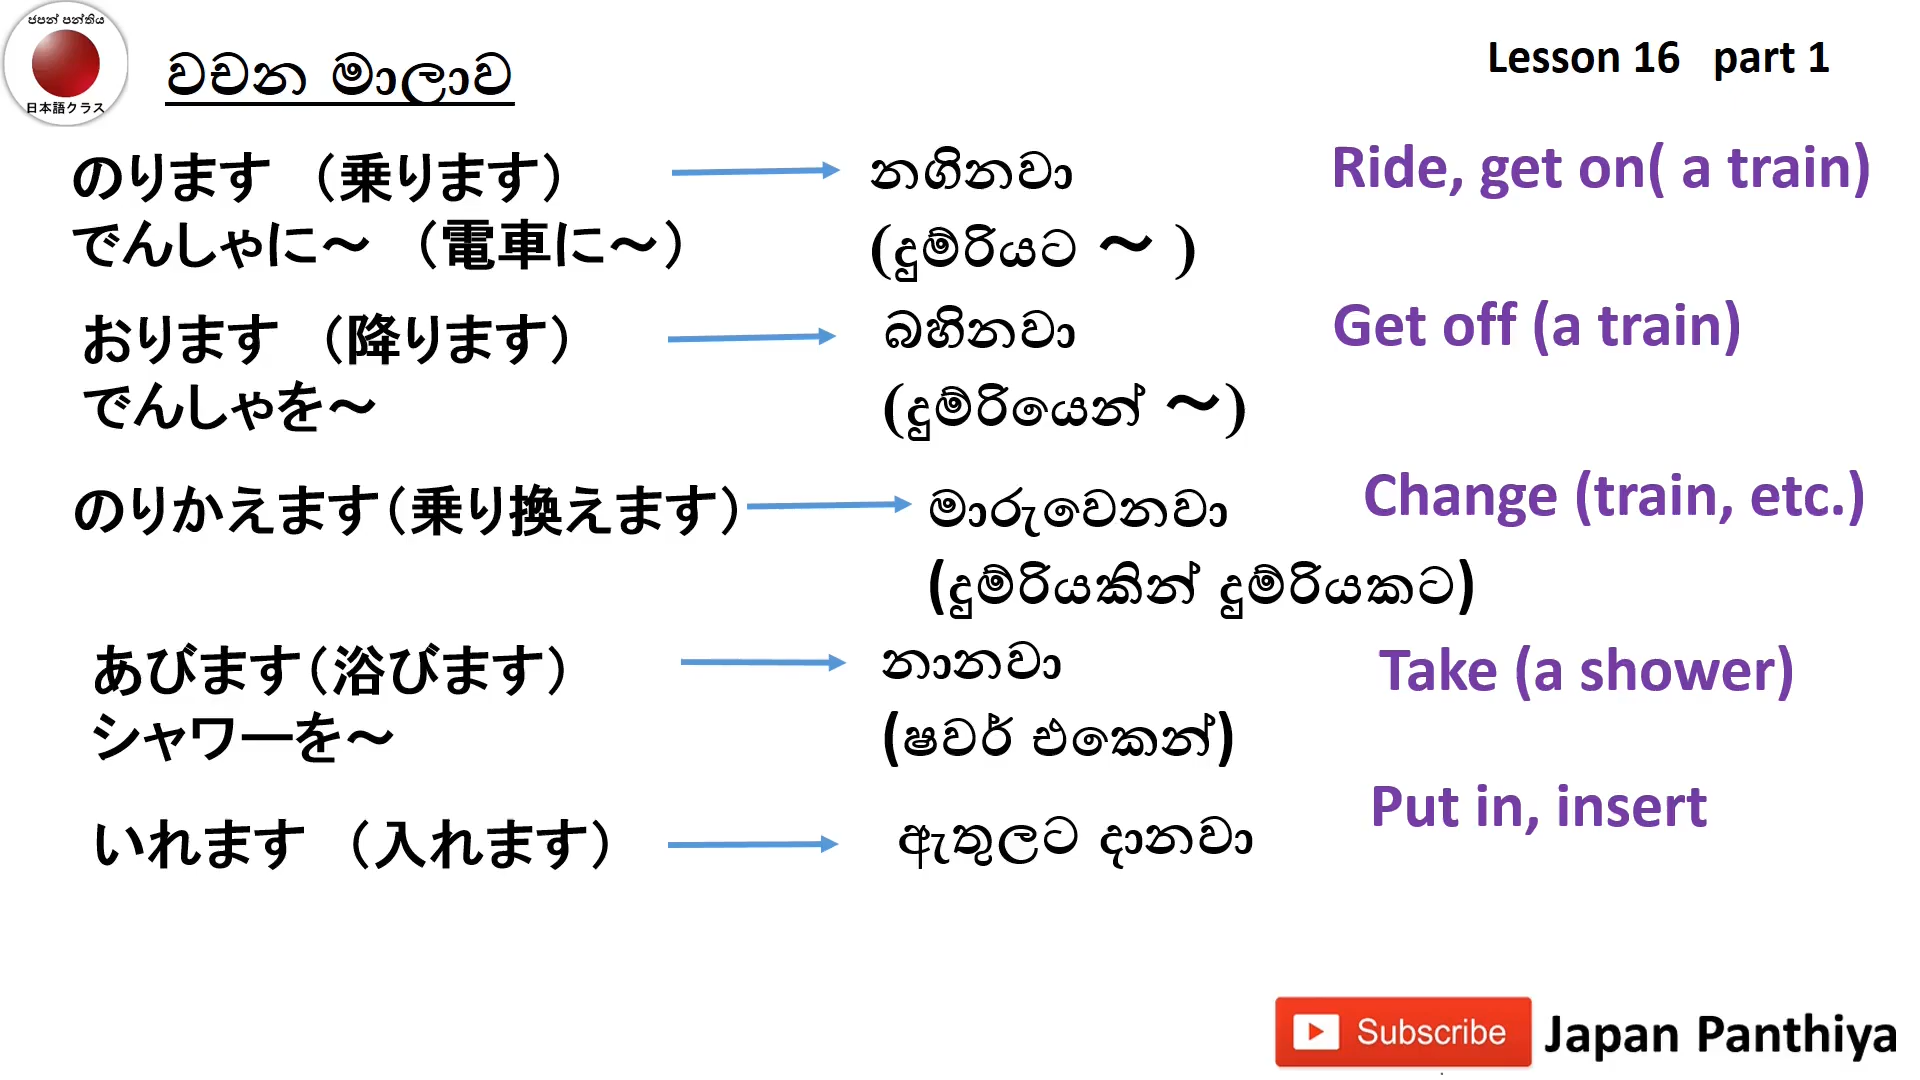 ජපන් පන්තිය
日本語クラス
වචන මාලාව
Lesson 16 part 1
のります （乗ります） නගිනවා Ride, get on( a train)
でんしゃに～ （電車に～） (දුම්රියට ～ )
おります （降ります） බහිනවා Get off (a train)
でんしゃを～ (දුම්රියෙන් ～)
のりかえます（乗り換えます） මාරුවෙනවා Change (train, etc.)
(දුම්රියකින් දුම්රියකට)
あびます（浴びます） නානවා Take (a shower)
シャワーを～ (ෂවර් එකෙන්)
いれます （入れます） ඇතුලට දානවා Put in, insert
Subscribe Japan Panthiya